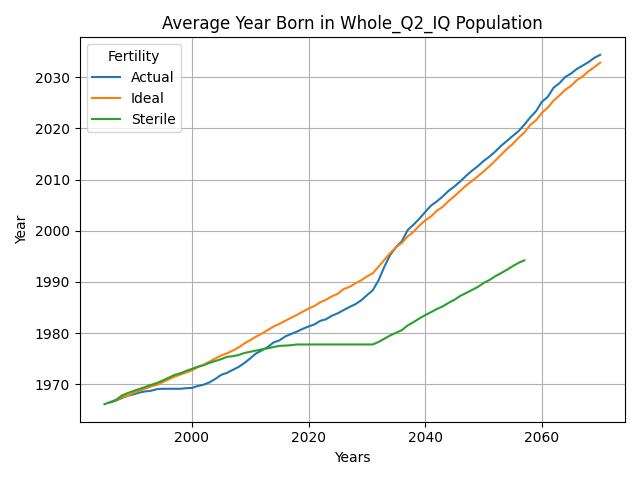 Average Year Born in Whole_Q2_IQ Population
Fertility
Actual
Ideal
Sterile
Year
2030
2020
2010
2000
1990
1980
1970
2000
2020
2040
2060
Years